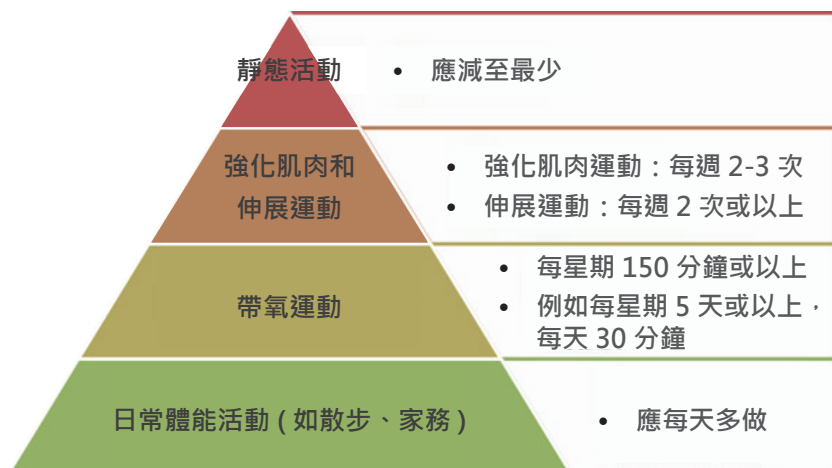 靜態活動
• 應減至最少
強化肌肉和
伸展運動
• 強化肌肉運動：每週 2-3 次
• 伸展運動：每週 2 次或以上
帶氧運動
• 每星期 150 分鐘或以上
• 例如每星期 5 天或以上，
每天 30 分鐘
日常體能活動 ( 如散步、家務 )
• 應每天多做